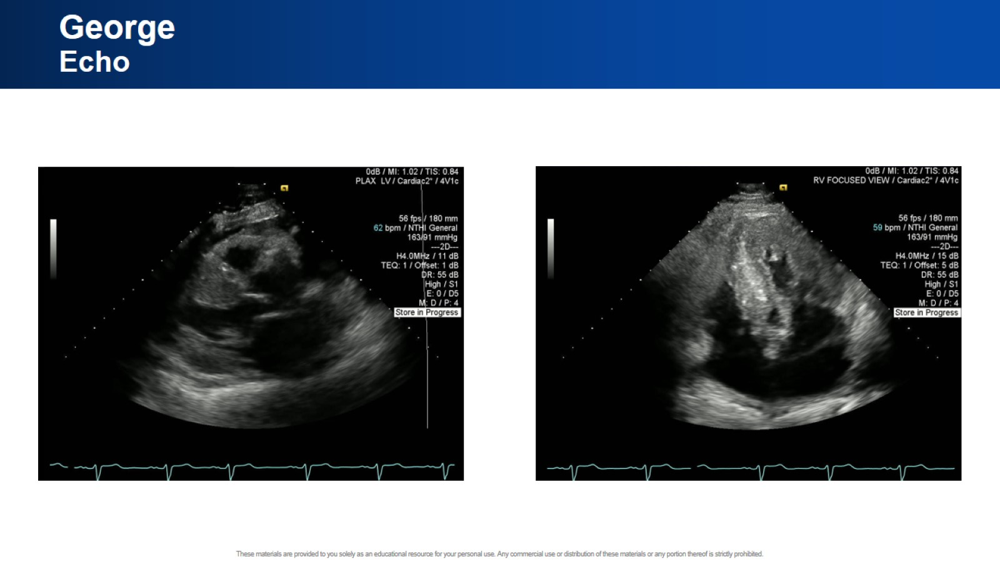 George
Echo
0dB / MI: 1.02 / TIS: 0.84
PLAX LV / Cardiac2* / 4V1c
56 fps / 180 mm
62 bpm / NTHI General
163/91 mmHg
---2D---
H4.0MHz / 11 dB
TEQ: 1 / Offset: 1 dB
DR: 55 dB
High / S1
E: 0 / D5
M: D / P: 4
Store in Progress
0dB / MI: 1.02 / TIS: 0.84
RV FOCUSED VIEW / Cardiac2* / 4V1c
56 fps / 180 mm
59 bpm / NTHI General
163/91 mmHg
---2D---
H4.0MHz / 15 dB
TEQ: 1 / Offset: 5 dB
DR: 55 dB
High / S1
E: 0 / D5
M: D / P: 4
Store in Progress
These materials are provided to you solely as an educational resource for your personal use. Any commercial use or distribution of these materials or any portion thereof is strictly prohibited.